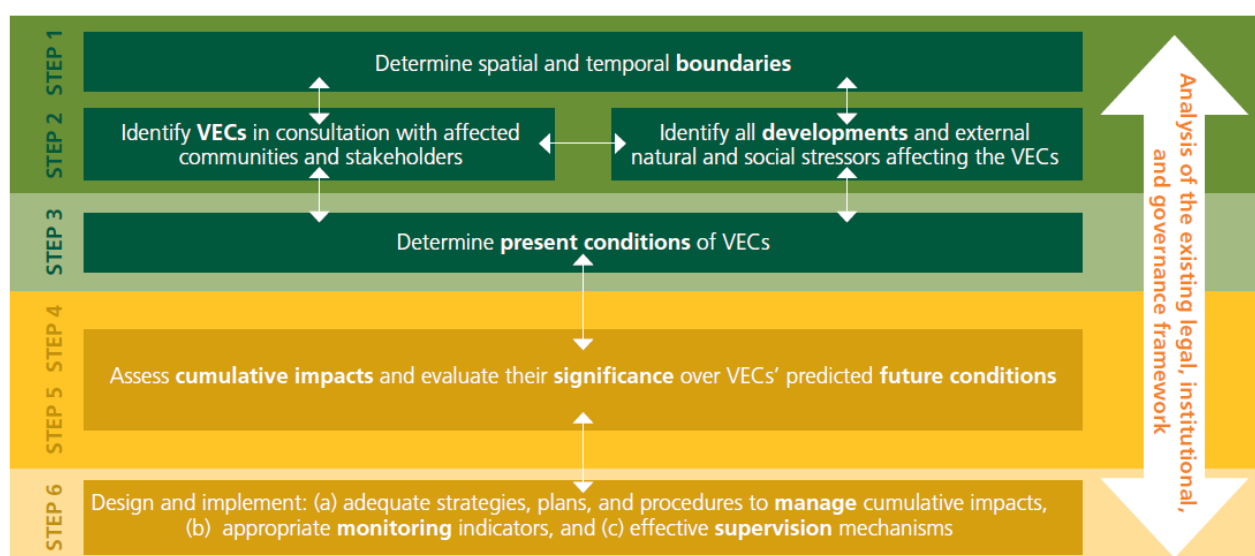 STEP 1
Determine spatial and temporal boundaries
STEP 2
Identify VECs in consultation with affected
communities and stakeholders
Identify all developments and external
natural and social stressors affecting the VECs
STEP 3
Determine present conditions of VECs
STEP 4
STEP 5
Assess cumulative impacts and evaluate their significance over VECs’ predicted future conditions
STEP 6
Design and implement: (a) adequate strategies, plans, and procedures to manage cumulative impacts,
(b) appropriate monitoring indicators, and (c) effective supervision mechanisms
Analysis of the existing legal, institutional,
and governance framework